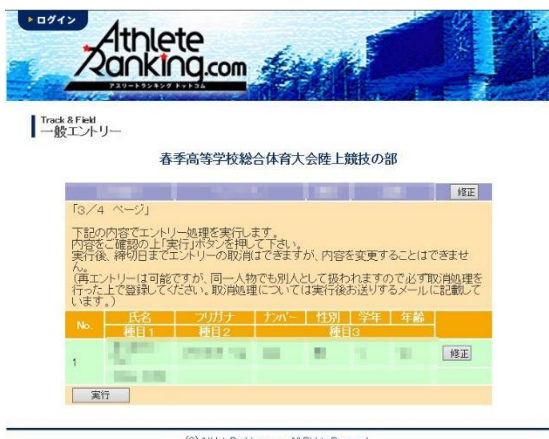 ログイン
Athlete
Ranking.com
アスリートランキング ドットコム
Track & Field
一般エントリー
春季高等学校総合体育大会陸上競技の部
修正
「3/4 ページ」
下記の内容でエントリー処理を実行します。
内容をご確認の上「実行」ボタンを押して下さい。
実行後、締切日までエントリーの取消はできますが、内容を変更することはできませ
ん。
(再エントリーは可能ですが、同一人物でも別人として扱われますので必ず取消処理を
行った上で登録してください。取消処理については実行後お送りするメールに記載して
います。)
No. 氏名 フリガナ ナンバー 性別 学年 年齢
種目1 種目2 種目3
1 修正
実行